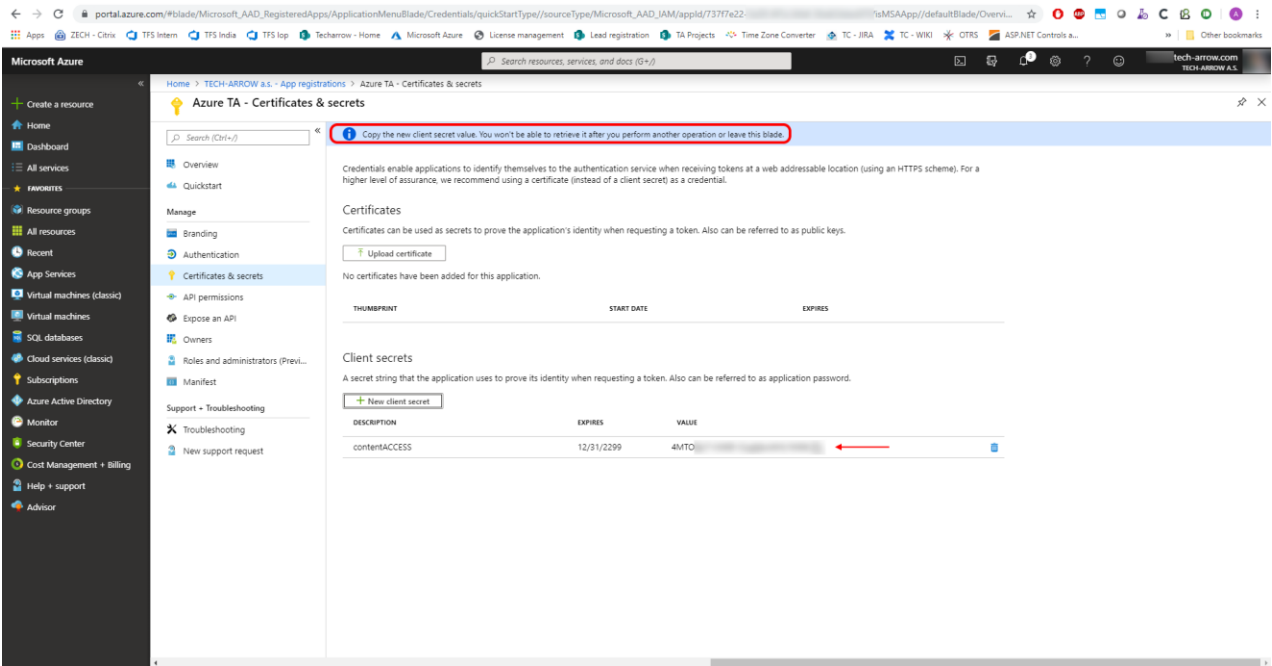 portal.azure.com/#blade/Microsoft_AAD_RegisteredApps/ApplicationMenuBlade/Credentials/quickStartType//sourceType/Microsoft_AAD_IAM/appId/737f7e22- ?isMSAApp//defaultBlade/Overvi...
Apps ZECH - Citrix TFS Intern TFS India TFS lop Techarrow - Home Microsoft Azure License management Lead registration TA Projects Time Zone Converter TC - JIRA TC - WIKI OTRS ASP.NET Controls a... » Other bookmarks
Microsoft Azure
Search resources, services, and docs (G+/)
tech-arrow.com
TECH-ARROW A.S.
Home > TECH-ARROW a.s. - App registrations > Azure TA - Certificates & secrets
Azure TA - Certificates & secrets
Create a resource
Home
Dashboard
All services
FAVORITES
Resource groups
All resources
Recent
App Services
Virtual machines (classic)
Virtual machines
SQL databases
Cloud services (classic)
Subscriptions
Azure Active Directory
Monitor
Security Center
Cost Management + Billing
Help + support
Advisor
Search (Ctrl+/)
Overview
Quickstart
Manage
Branding
Authentication
Certificates & secrets
API permissions
Expose an API
Owners
Roles and administrators (Previ...
Manifest
Support + Troubleshooting
Troubleshooting
New support request
Copy the new client secret value. You won't be able to retrieve it after you perform another operation or leave this blade.
Credentials enable applications to identify themselves to the authentication service when receiving tokens at a web addressable location (using an HTTPS scheme). For a
higher level of assurance, we recommend using a certificate (instead of a client secret) as a credential.
Certificates
Certificates can be used as secrets to prove the application's identity when requesting a token. Also can be referred to as public keys.
Upload certificate
No certificates have been added for this application.
THUMBPRINT START DATE EXPIRES
Client secrets
A secret string that the application uses to prove its identity when requesting a token. Also can be referred to as application password.
New client secret
DESCRIPTION EXPIRES VALUE
contentACCESS 12/31/2299 4MTO